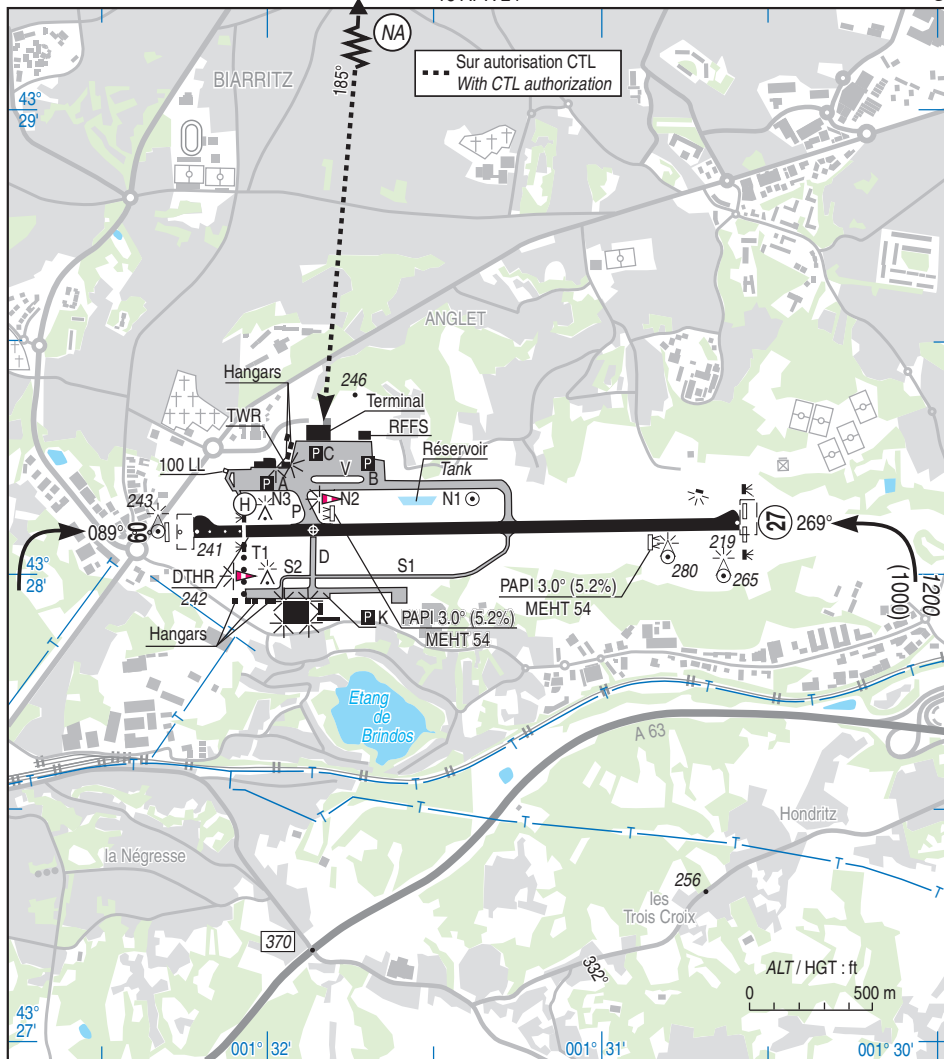 NA
185°
Sur autorisation CTL
With CTL authorization
BIARRITZ
43°
29'
ANGLET
Hangars
246
Terminal
TWR
RFFS
P C
Réservoir
Tank
V
P
B
100 LL
P A
243
H
N3
N2
N1
P
089°
09
241
27
269°
T1
D
219
43°
28'
DTHR
S2
S1
280
265
242
PAPI 3.0° (5.2%)
MEHT 54
1200
(1000)
PAPI 3.0° (5.2%)
MEHT 54
P K
Hangars
Etang
de
Brindos
T
T
T
A 63
T
T
T
T
T
T
T
T
T
T
Hondritz
la Négresse
256
les
Trois Croix
370
332°
ALT / HGT : ft
0
500 m
43°
27'
001° 32'
001° 31'
001° 30'